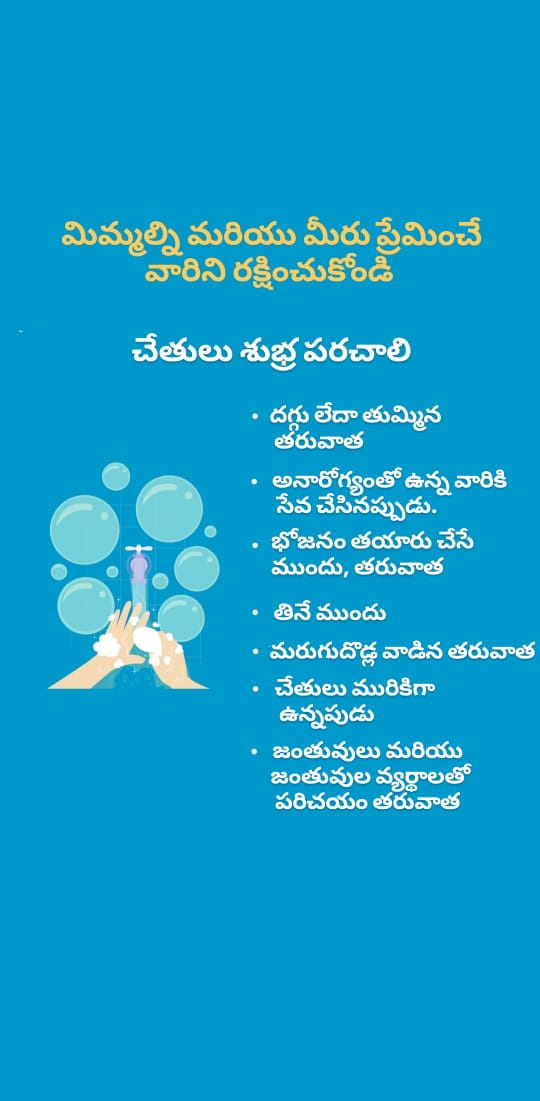 మిమ్మల్ని మరియు మీరు ప్రేమించే
వారిని రక్షించుకోండి
చేతులు శుభ్ర పరచాలి
• దగ్గు లేదా తుమ్మిన
తరువాత
• అనారోగ్యంతో ఉన్న వారికి
సేవ చేసినప్పుడు.
• భోజనం తయారు చేసే
ముందు, తరువాత
• తినే ముందు
• మరుగుదొడ్ల వాడిన తరువాత
• చేతులు మురికిగా
ఉన్నపుడు
• జంతువులు మరియు
జంతువుల వ్యర్థాలతో
పరిచయం తరువాత